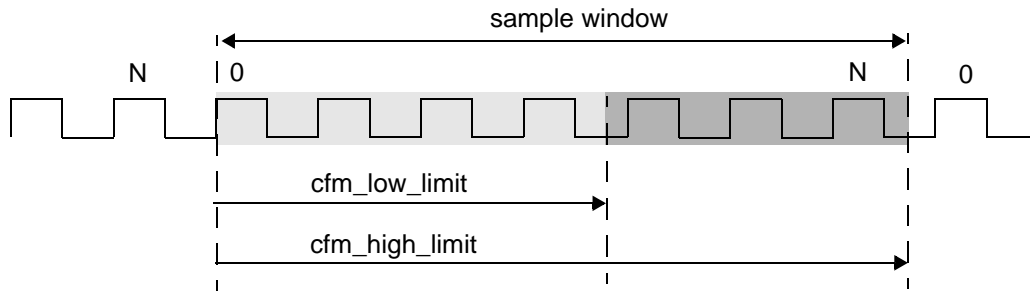 sample window
N 0 N 0
cfm_low_limit
cfm_high_limit